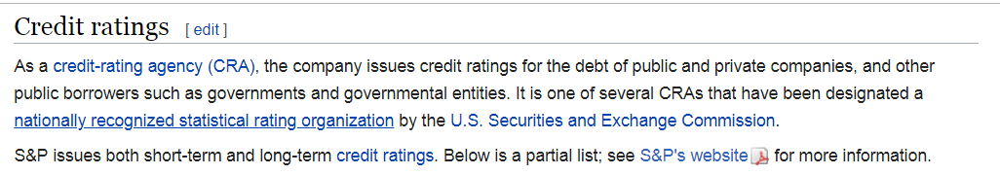 Credit ratings [ edit ]
As a credit-rating agency (CRA), the company issues credit ratings for the debt of public and private companies, and other
public borrowers such as governments and governmental entities. It is one of several CRAs that have been designated a
nationally recognized statistical rating organization by the U.S. Securities and Exchange Commission.
S&P issues both short-term and long-term credit ratings. Below is a partial list; see S&P's website for more information.